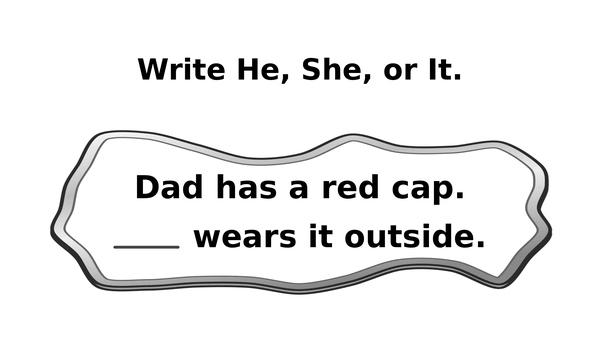 Write He, She, or It.
Dad has a red cap.
____ wears it outside.